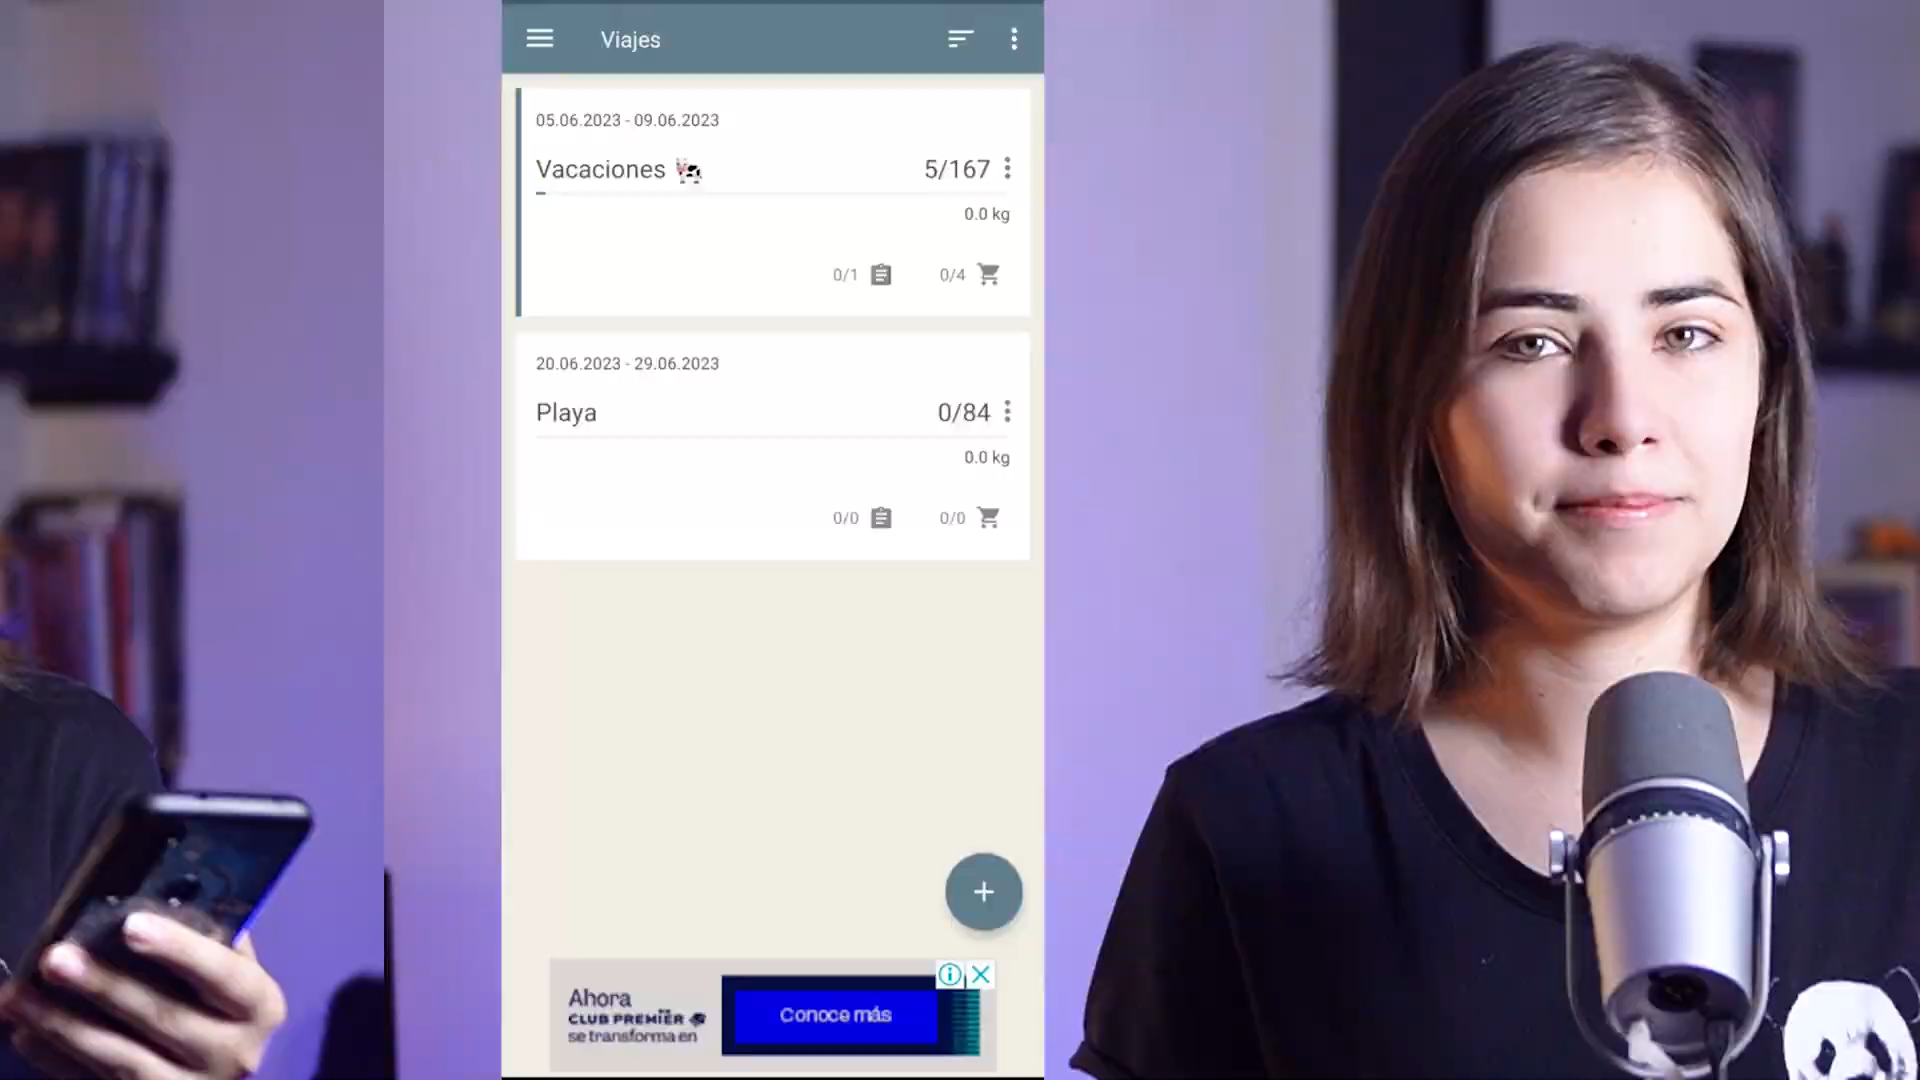 Viajes
05.06.2023 - 09.06.2023
Vacaciones 🐄 5/167
0.0 kg
0/1 0/4
20.06.2023 - 29.06.2023
Playa 0/84
0.0 kg
0/0 0/0
Ahora
CLUB PREMIER
se transforma en
Conoce más